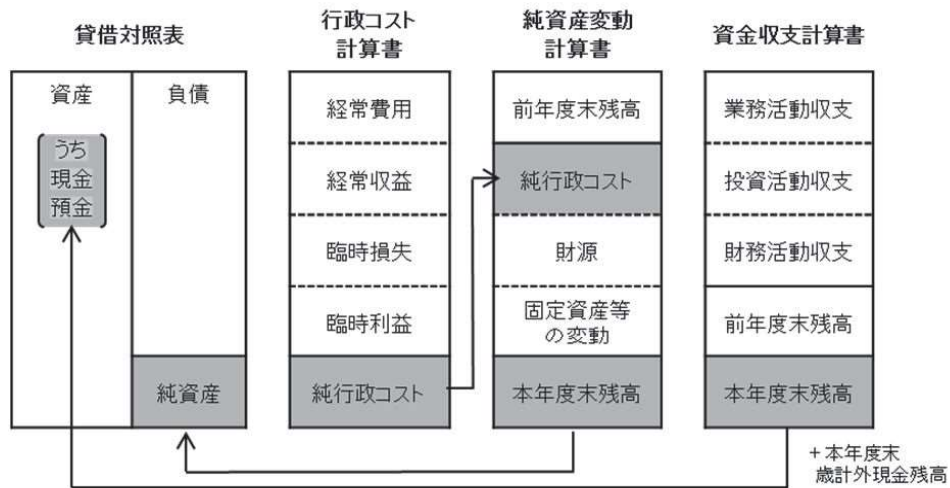 貸借対照表
資産
うち
現金
預金
負債
純資産
行政コスト
計算書
経常費用
経常収益
臨時損失
臨時利益
純行政コスト
純資産変動
計算書
前年度末残高
純行政コスト
財源
固定資産等
の変動
本年度末残高
資金収支計算書
業務活動収支
投資活動収支
財務活動収支
前年度末残高
本年度末残高
+本年度末
歳計外現金残高